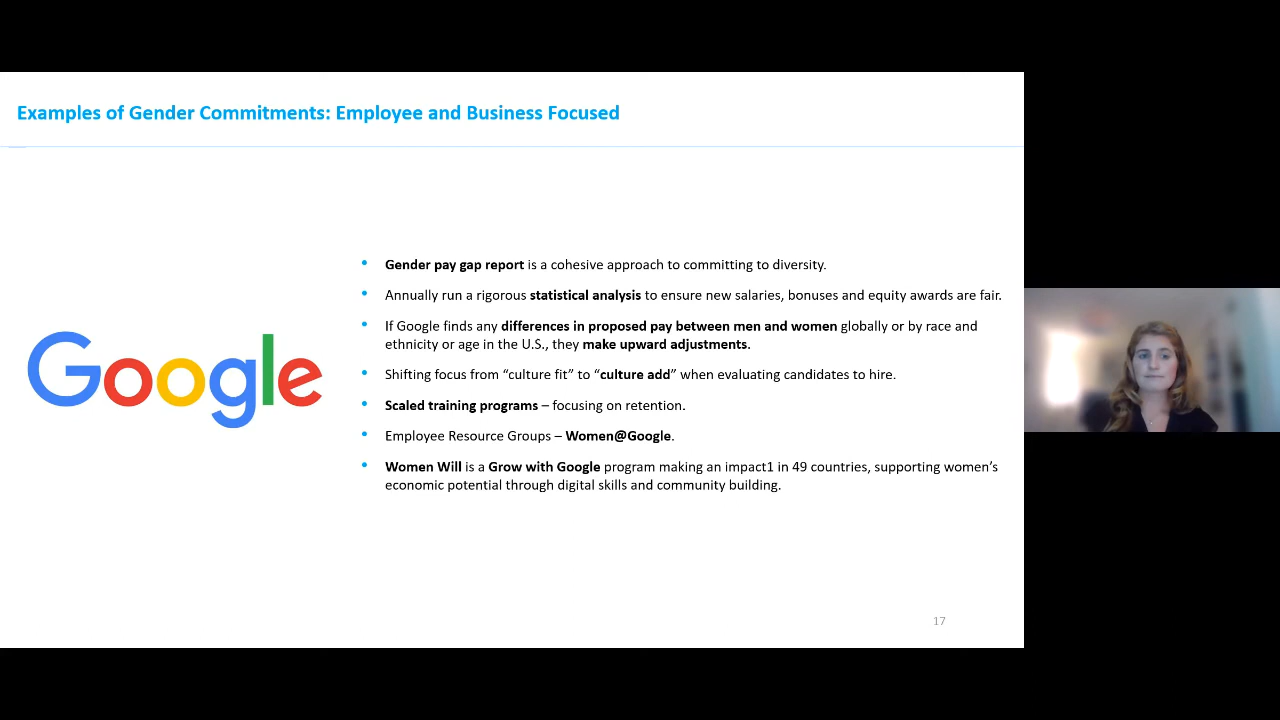 Examples of Gender Commitments: Employee and Business Focused
Google
• Gender pay gap report is a cohesive approach to committing to diversity.
• Annually run a rigorous statistical analysis to ensure new salaries, bonuses and equity awards are fair.
• If Google finds any differences in proposed pay between men and women globally or by race and
ethnicity or age in the U.S., they make upward adjustments.
• Shifting focus from “culture fit” to “culture add” when evaluating candidates to hire.
• Scaled training programs – focusing on retention.
• Employee Resource Groups – Women@Google.
• Women Will is a Grow with Google program making an impact1 in 49 countries, supporting women’s
economic potential through digital skills and community building.
17